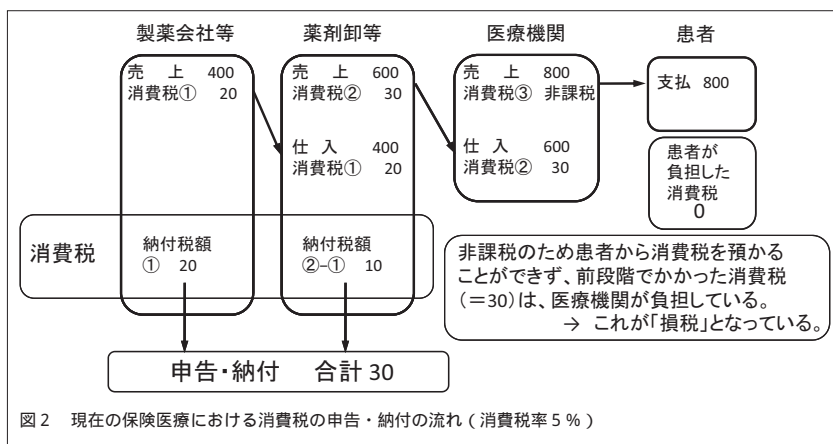 製薬会社等
売 上 400
消費税① 20
納付税額
① 20
薬剤卸等
売 上 600
消費税② 30
仕 入 400
消費税① 20
納付税額
②−① 10
医療機関
売 上 800
消費税③ 非課税
仕 入 600
消費税② 30
患者
支払 800
患者が
負担した
消費税
0
消費税
非課税のため患者から消費税を預かる
ことができず、前段階でかかった消費税
（＝30）は、医療機関が負担している。
→ これが「損税」となっている。
申告・納付 合計 30
図２ 現在の保険医療における消費税の申告・納付の流れ（消費税率５％）